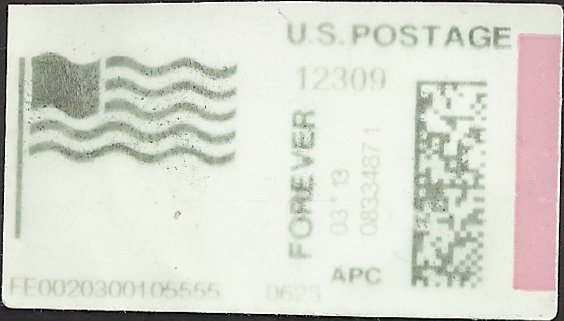 U.S. POSTAGE
12309
FOREVER
03 * 13
08334871
APC
FE0020300105555
0623